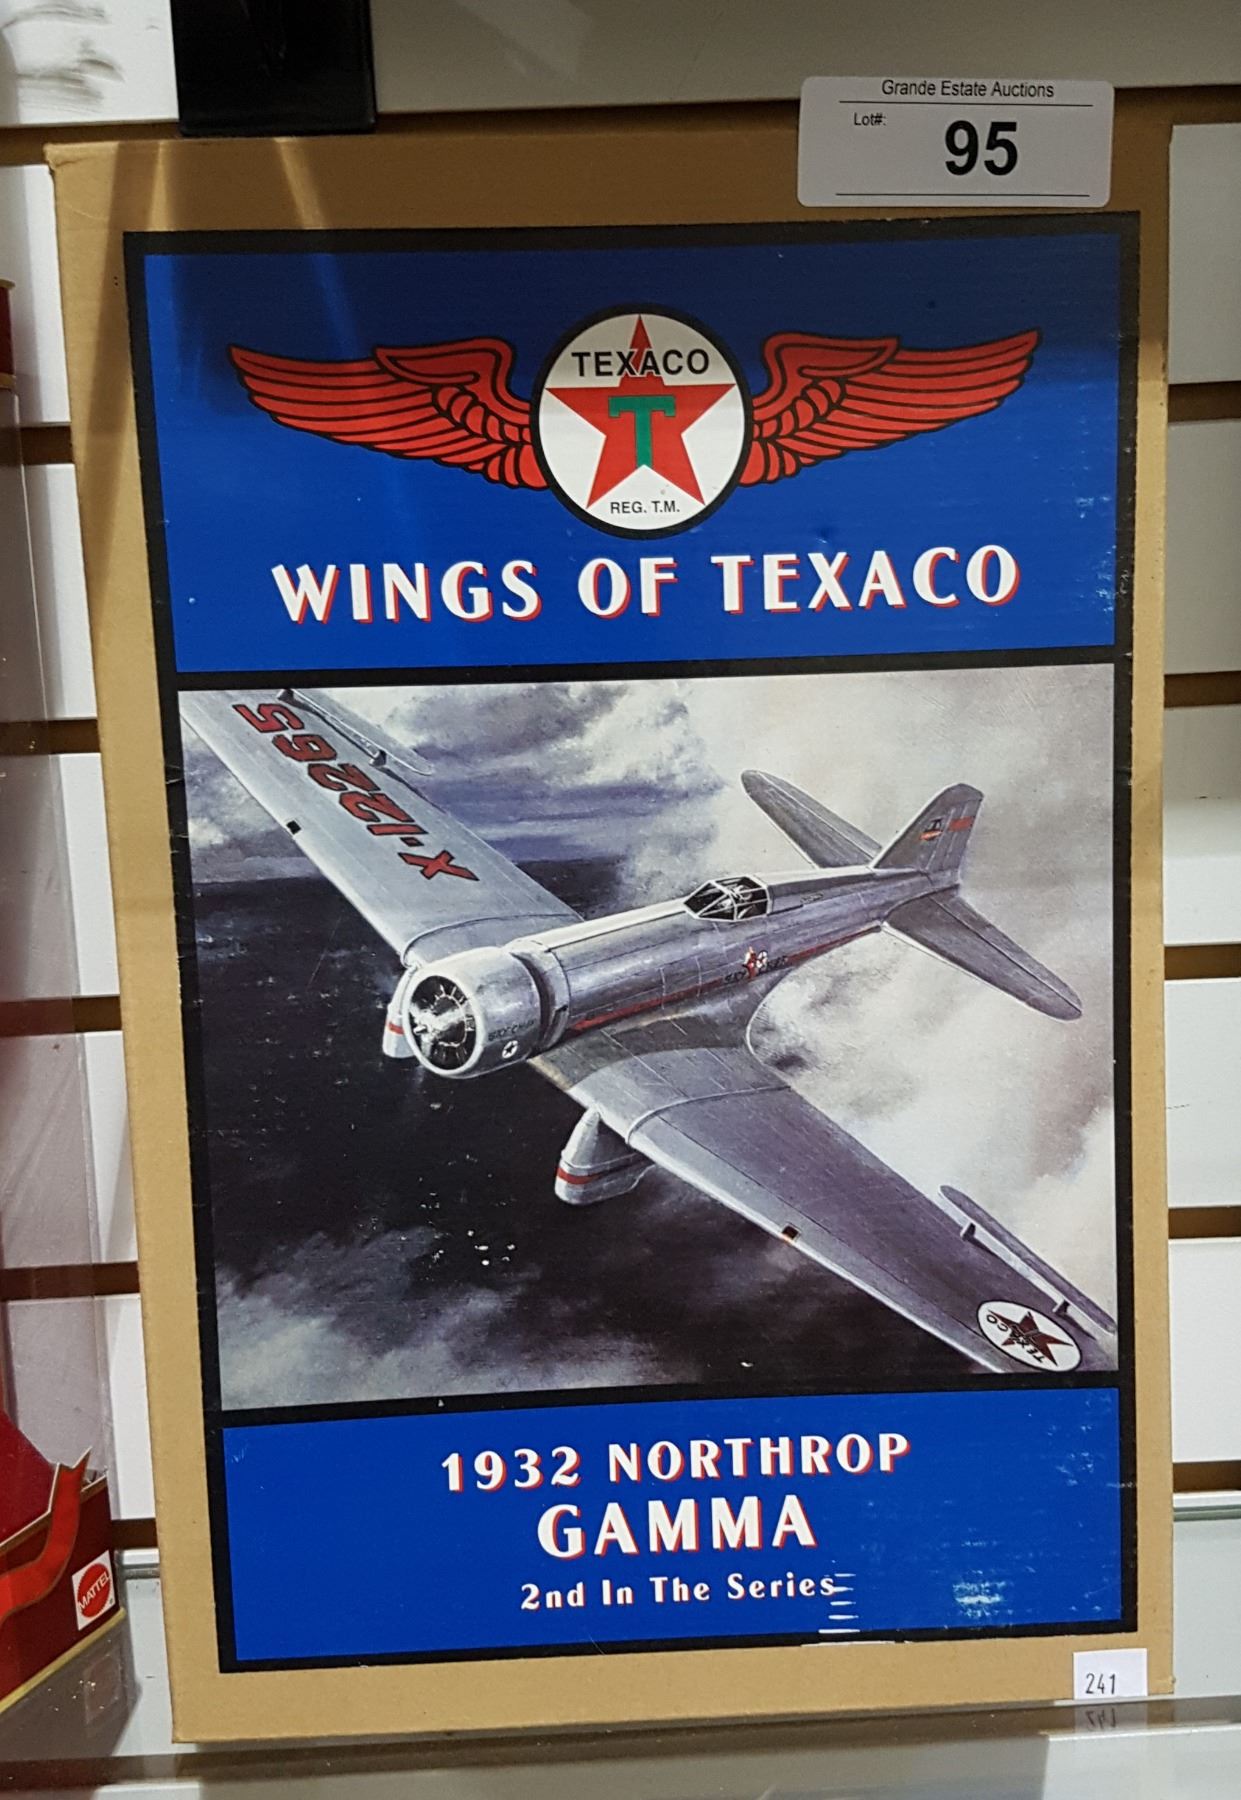 Grande Estate Auctions
Lot#: 95
TEXACO
T
REG. T.M.
WINGS OF TEXACO
X-12265
TEXACO
1932 NORTHROP
GAMMA
2nd In The Series
MATTEL
241